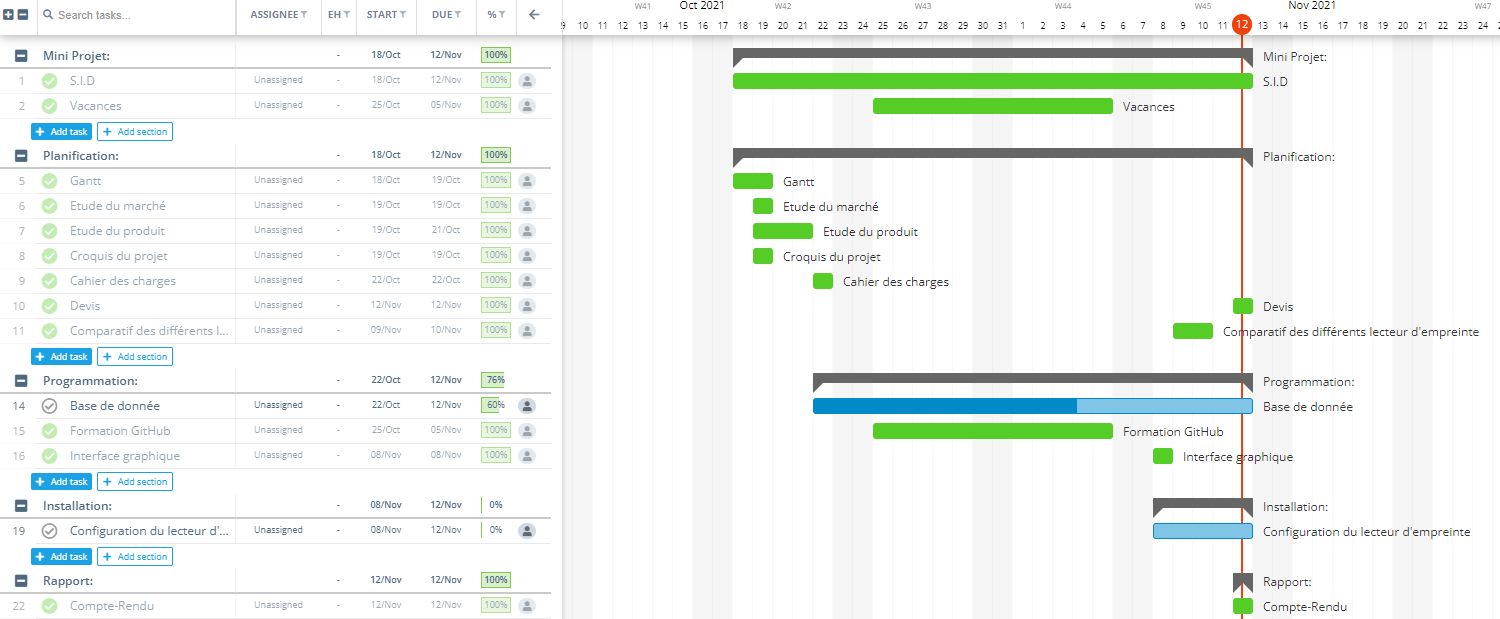 Search tasks... ASSIGNEE EH START DUE %
W41 Oct 2021 W42 W43 W44 W45 Nov 2021 W47
9 10 11 12 13 14 15 16 17 18 19 20 21 22 23 24 25 26 27 28 29 30 31 1 2 3 4 5 6 7 8 9 10 11 12 13 14 15 16 17 18 19 20 21 22 23 24
Mini Projet: - 18/Oct 12/Nov 100% Mini Projet:
1 S.I.D Unassigned - 18/Oct 12/Nov 100% S.I.D
2 Vacances Unassigned - 25/Oct 05/Nov 100% Vacances
Add task Add section
Planification: - 18/Oct 12/Nov 100% Planification:
5 Gantt Unassigned - 18/Oct 19/Oct 100% Gantt
6 Etude du marché Unassigned - 19/Oct 19/Oct 100% Etude du marché
7 Etude du produit Unassigned - 19/Oct 21/Oct 100% Etude du produit
8 Croquis du projet Unassigned - 19/Oct 19/Oct 100% Croquis du projet
9 Cahier des charges Unassigned - 22/Oct 22/Oct 100% Cahier des charges
10 Devis Unassigned - 12/Nov 12/Nov 100% Devis
11 Comparatif des différents l... Unassigned - 09/Nov 10/Nov 100% Comparatif des différents lecteur d'empreinte
Add task Add section
Programmation: - 22/Oct 12/Nov 76% Programmation:
14 Base de donnée Unassigned - 22/Oct 12/Nov 60% Base de donnée
15 Formation GitHub Unassigned - 25/Oct 05/Nov 100% Formation GitHub
16 Interface graphique Unassigned - 08/Nov 08/Nov 100% Interface graphique
Add task Add section
Installation: - 08/Nov 12/Nov 0% Installation:
19 Configuration du lecteur d'... Unassigned - 08/Nov 12/Nov 0% Configuration du lecteur d'empreinte
Add task Add section
Rapport: - 12/Nov 12/Nov 100% Rapport:
22 Compte-Rendu Unassigned - 12/Nov 12/Nov 100% Compte-Rendu